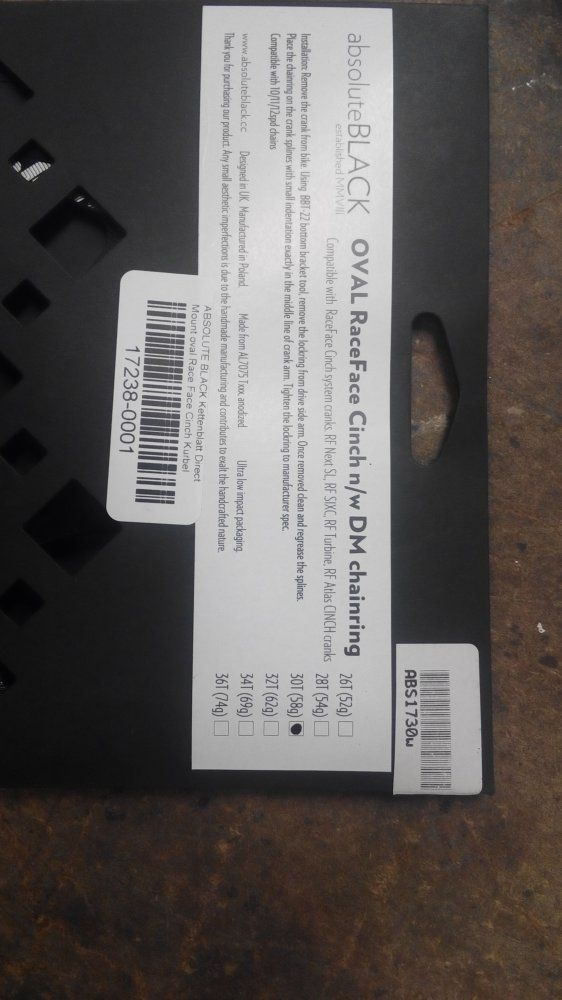 absoluteBLACK
established MMVIII
OVAL RaceFace Cinch n/w DM chainring
Compatible with RaceFace Cinch system cranks: RF Next SL, RF SIXC, RF Turbine, RF Atlas CINCH cranks
Installation: Remove the crank from bike. Using BBT-22 bottom bracket tool, remove the lockring from drive side arm. Once removed clean and regrease the splines.
Place the chainring on the crank splines with small indentation exactly in the middle line of crank arm. Tighten the lockring to manufacturer spec.
Compatible with 10/11/12spd chains
www.absoluteblack.cc Designed in UK. Manufactured in Poland. Made from AL7075 Txxx anodized. Ultra low impact packaging.
Thank you for purchasing our product. Any small aesthetic imperfections is due to the handmade manufacturing and contributes to exalt the handcrafted nature.
26T (52g)
28T (54g)
30T (58g)
32T (62g)
34T (69g)
36T (74g)
ABS1730w
ABSOLUTE BLACK Kettenblatt Direct
Mount oval Race Face Cinch Kurbel
17238-0001